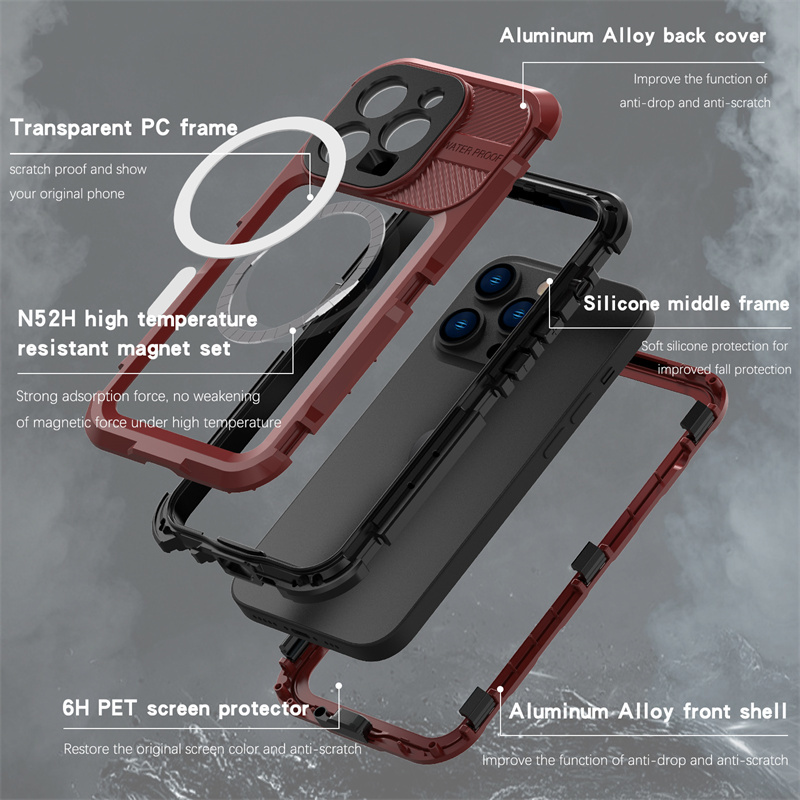 Aluminum Alloy back cover
Improve the function of
anti-drop and anti-scratch
Transparent PC frame
scratch proof and show
your original phone
WATER PROOF
N52H high temperature
resistant magnet set
Strong adsorption force, no weakening
of magnetic force under high temperature
Silicone middle frame
Soft silicone protection for
improved fall protection
6H PET screen protector
Restore the original screen color and anti-scratch
Aluminum Alloy front shell
Improve the function of anti-drop and anti-scratch